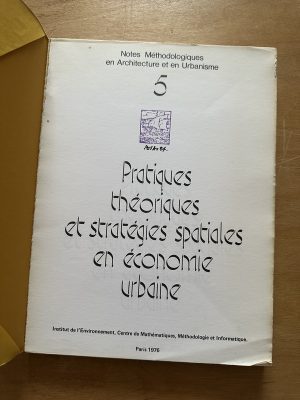 Notes Méthodologiques
en Architecture et en Urbanisme
5
Pratiques
théoriques
et stratégies spatiales
en économie
urbaine
Institut de l'Environnement, Centre de Mathématiques, Méthodologie et Informatique.
Paris 1976